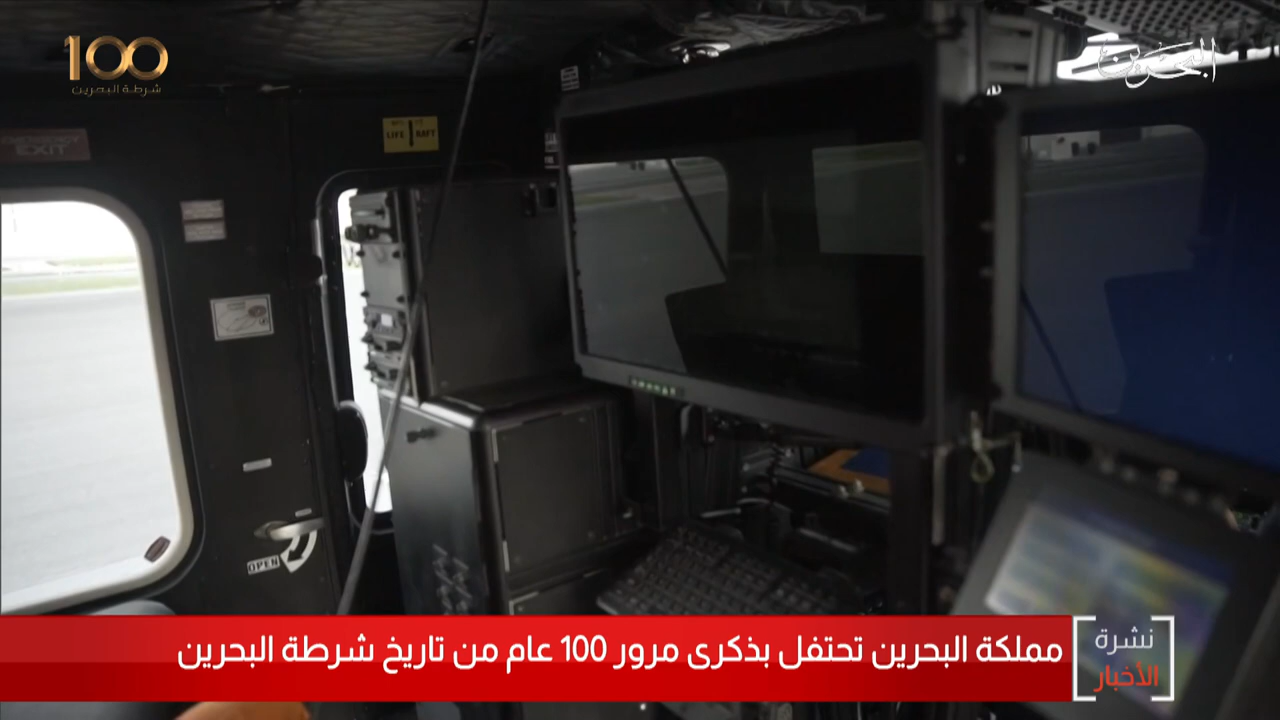 100
شرطة البحرين
البحرين
EXIT
LIFE RAFT
OPEN
نشرة
الأخبار
مملكة البحرين تحتفل بذكرى مرور 100 عام من تاريخ شرطة البحرين